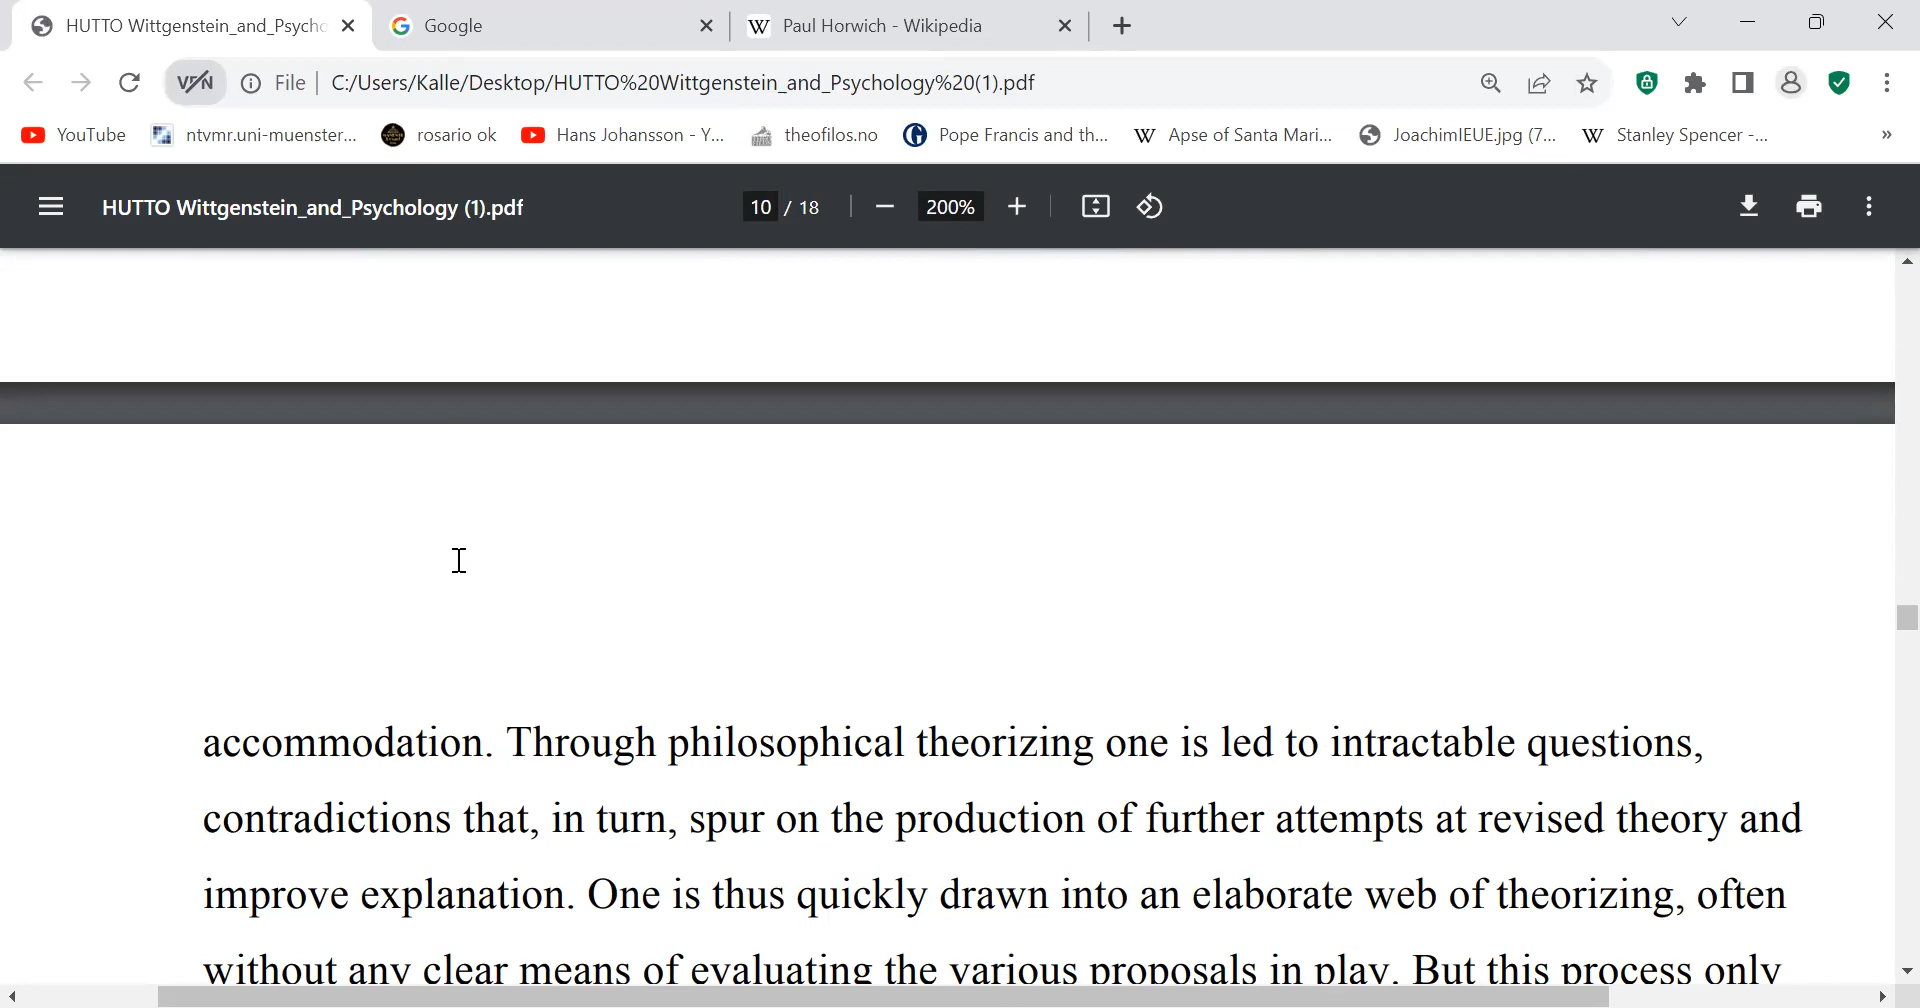 HUTTO Wittgenstein_and_Psycho
Google
Paul Horwich - Wikipedia
VPN File C:/Users/Kalle/Desktop/HUTTO%20Wittgenstein_and_Psychology%20(1).pdf
YouTube ntvmr.uni-muenster... rosario ok Hans Johansson - Y... theofilos.no Pope Francis and th... Apse of Santa Mari... JoachimIEUE.jpg (7... Stanley Spencer -... »
HUTTO Wittgenstein_and_Psychology (1).pdf 10 / 18 200%
accommodation. Through philosophical theorizing one is led to intractable questions,
contradictions that, in turn, spur on the production of further attempts at revised theory and
improve explanation. One is thus quickly drawn into an elaborate web of theorizing, often
without any clear means of evaluating the various proposals in play. But this process only